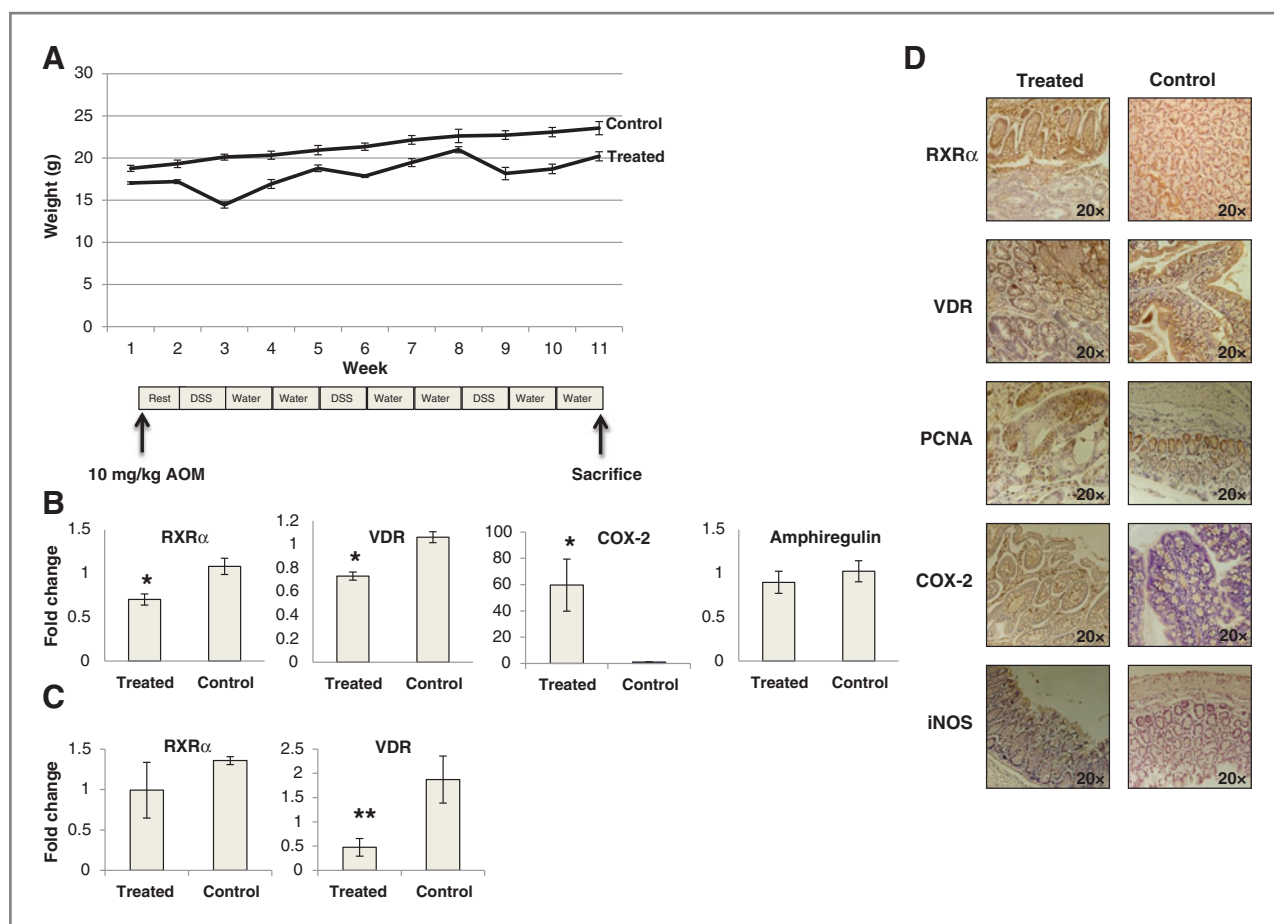 A
30
25
20
15
10
5
0
Weight (g)
Control
Treated
1 2 3 4 5 6 7 8 9 10 11
Week
Rest DSS Water Water DSS Water Water DSS Water Water
10 mg/kg AOM
Sacrifice
B
Fold change
RXRα
1.5
1
0.5
0
*
Treated Control
VDR
1.2
1
0.8
0.6
0.4
0.2
0
*
Treated Control
COX-2
100
80
60
40
20
0
*
Treated Control
Amphiregulin
1.5
1
0.5
0
Treated Control
C
Fold change
RXRα
1.5
1
0.5
0
Treated Control
VDR
2.5
2
1.5
1
0.5
0
**
Treated Control
D
Treated Control
RXRα
20×
20×
VDR
20×
20×
PCNA
20×
20×
COX-2
20×
20×
iNOS
20×
20×